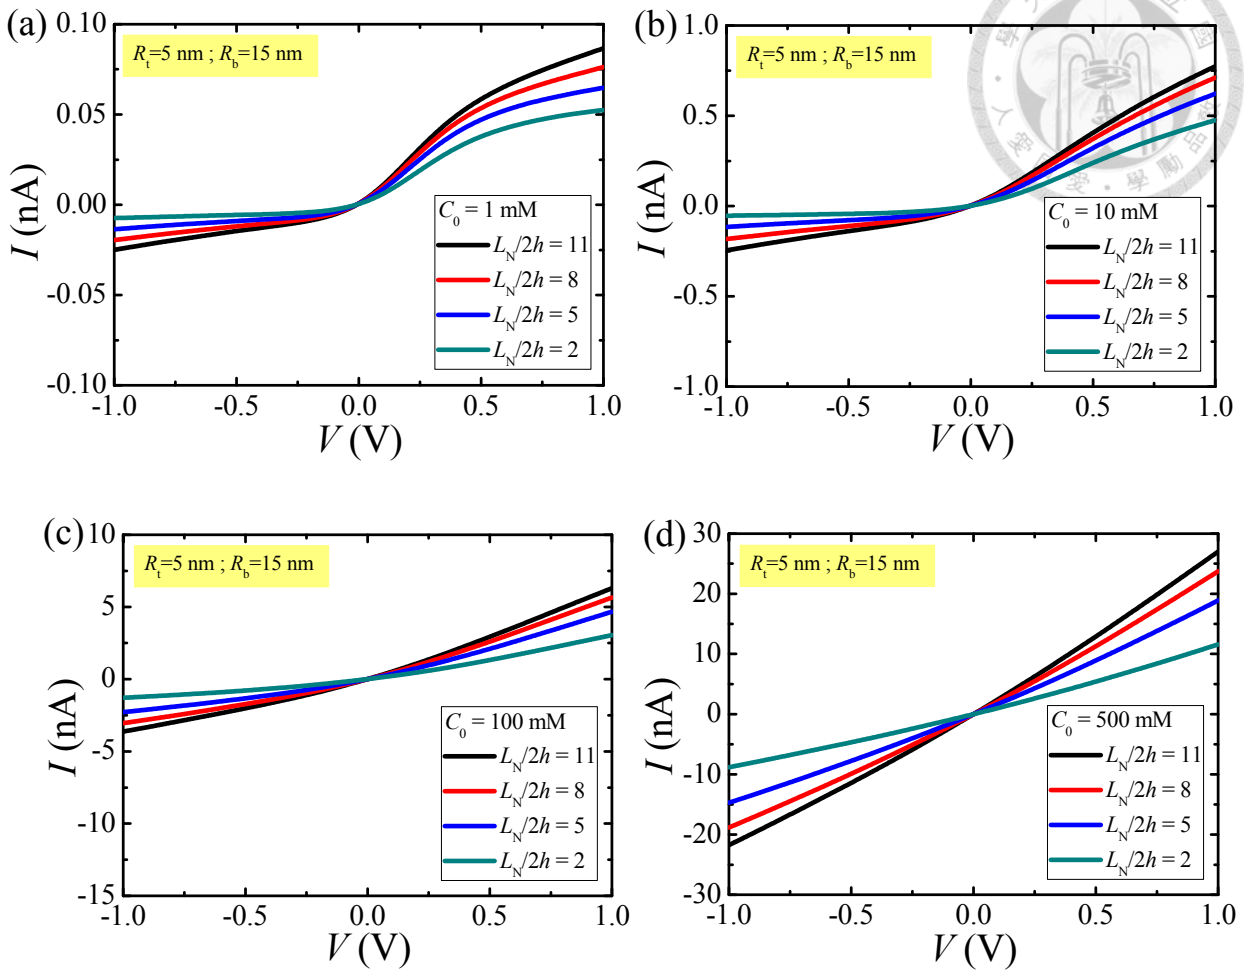 (a)
R_t=5 nm ; R_b=15 nm
0.10
0.05
0.00
-0.05
-0.10
I (nA)
C_0 = 1 mM
L_N/2h = 11
L_N/2h = 8
L_N/2h = 5
L_N/2h = 2
-1.0 -0.5 0.0 0.5 1.0
V (V)
(b)
R_t=5 nm ; R_b=15 nm
1.0
0.5
0.0
-0.5
-1.0
I (nA)
C_0 = 10 mM
L_N/2h = 11
L_N/2h = 8
L_N/2h = 5
L_N/2h = 2
-1.0 -0.5 0.0 0.5 1.0
V (V)
學
國
人
愛
愛
學
勵
品
(c)
R_t=5 nm ; R_b=15 nm
10
5
0
-5
-10
-15
I (nA)
C_0 = 100 mM
L_N/2h = 11
L_N/2h = 8
L_N/2h = 5
L_N/2h = 2
-1.0 -0.5 0.0 0.5 1.0
V (V)
(d)
R_t=5 nm ; R_b=15 nm
30
20
10
0
-10
-20
-30
I (nA)
C_0 = 500 mM
L_N/2h = 11
L_N/2h = 8
L_N/2h = 5
L_N/2h = 2
-1.0 -0.5 0.0 0.5 1.0
V (V)